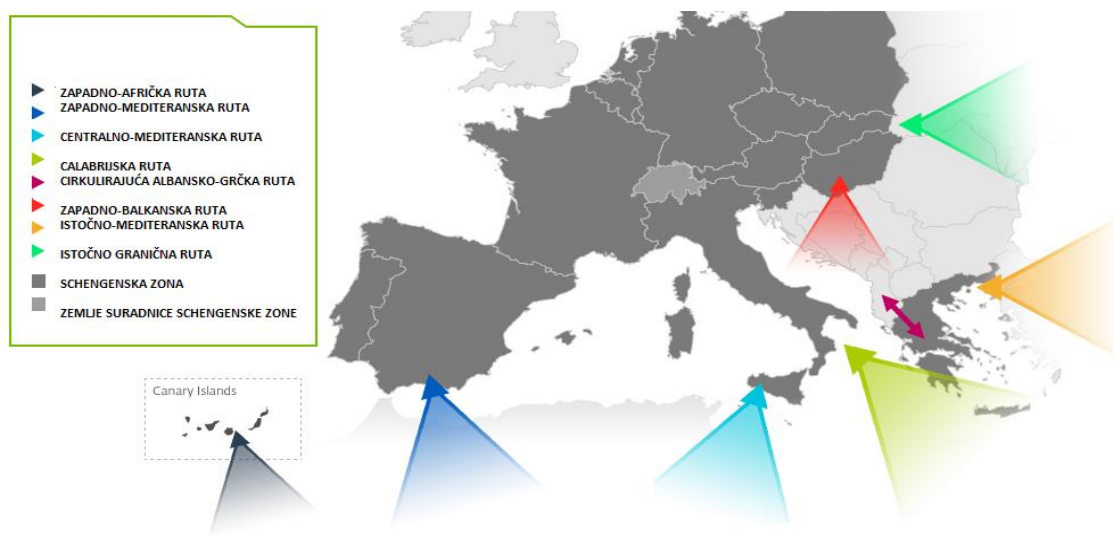 ZAPADNO-AFRIČKA RUTA
ZAPADNO-MEDITERANSKA RUTA
CENTRALNO-MEDITERANSKA RUTA
CALABRIJSKA RUTA
CIRKULIRAJUĆA ALBANSKO-GRČKA RUTA
ZAPADNO-BALKANSKA RUTA
ISTOČNO-MEDITERANSKA RUTA
ISTOČNO GRANIČNA RUTA
SCHENGENSKA ZONA
ZEMLJE SURADNICE SCHENGENSKE ZONE
Canary Islands